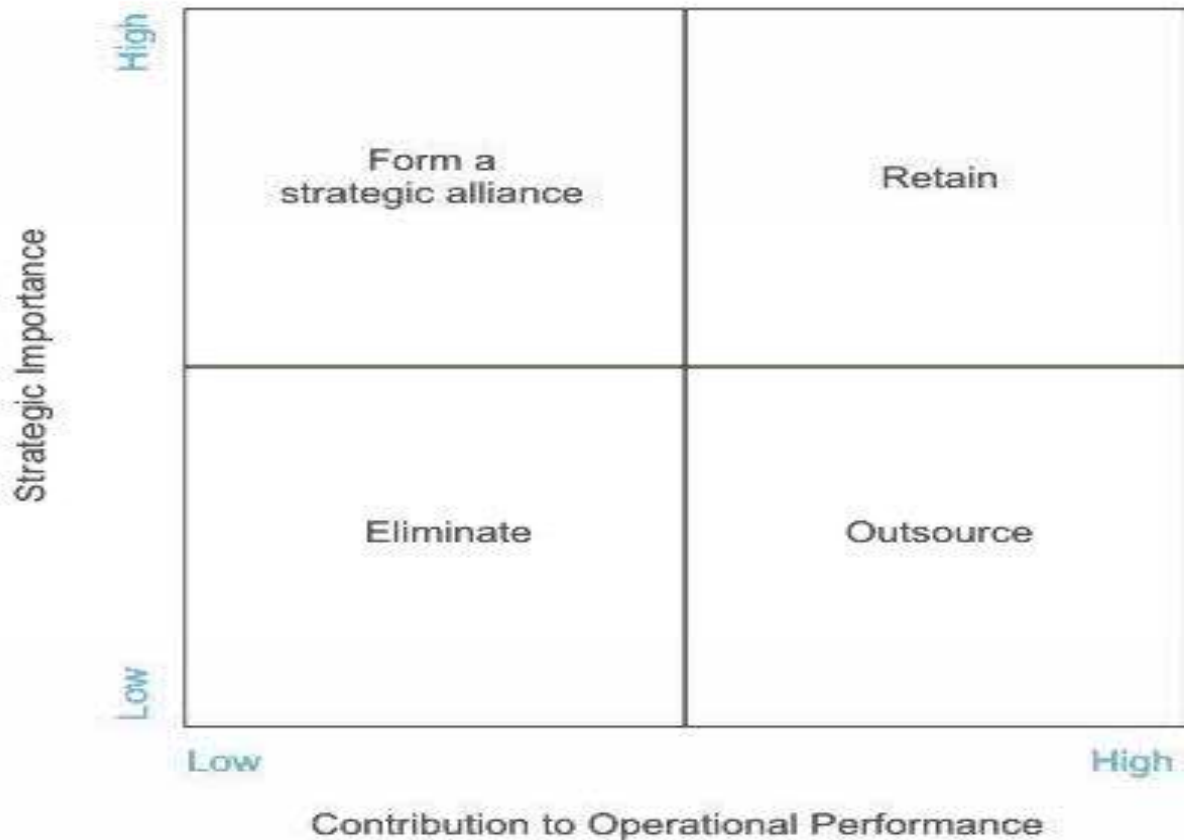 High
Form a
strategic alliance
Retain
Strategic Importance
Eliminate
Outsource
Low
Low
High
Contribution to Operational Performance